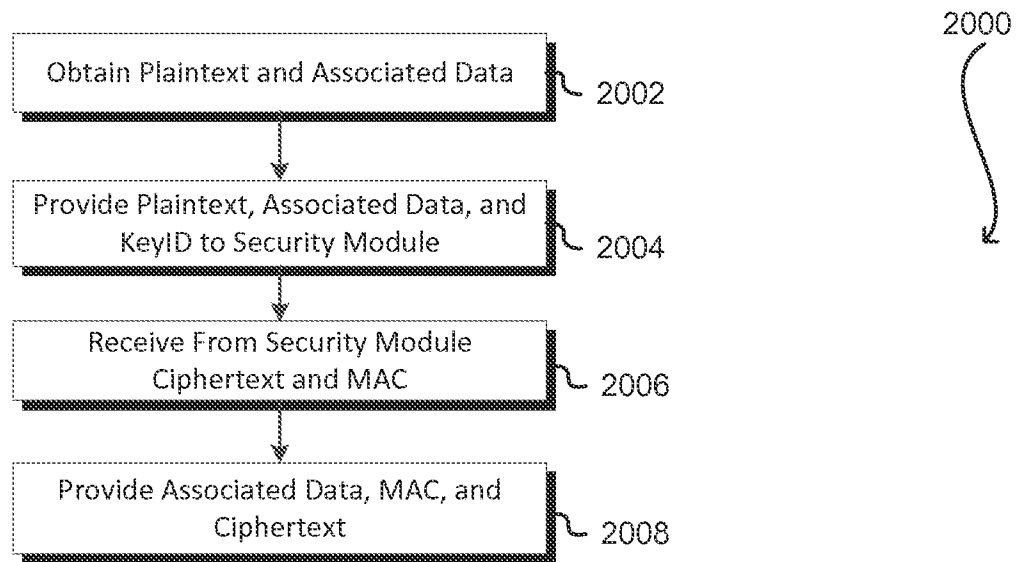 2000
Obtain Plaintext and Associated Data
2002
Provide Plaintext, Associated Data, and
KeyID to Security Module
2004
Receive From Security Module
Ciphertext and MAC
2006
Provide Associated Data, MAC, and
Ciphertext
2008